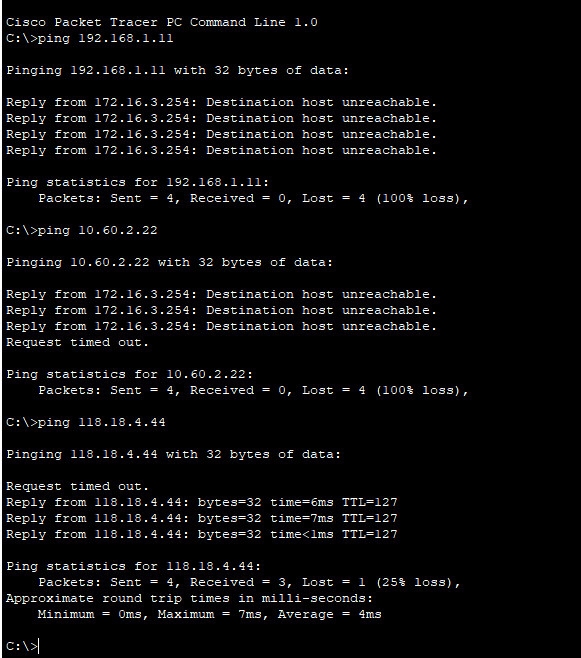 Cisco Packet Tracer PC Command Line 1.0
C:\>ping 192.168.1.11
Pinging 192.168.1.11 with 32 bytes of data:
Reply from 172.16.3.254: Destination host unreachable.
Reply from 172.16.3.254: Destination host unreachable.
Reply from 172.16.3.254: Destination host unreachable.
Reply from 172.16.3.254: Destination host unreachable.
Ping statistics for 192.168.1.11:
Packets: Sent = 4, Received = 0, Lost = 4 (100% loss),
C:\>ping 10.60.2.22
Pinging 10.60.2.22 with 32 bytes of data:
Reply from 172.16.3.254: Destination host unreachable.
Reply from 172.16.3.254: Destination host unreachable.
Reply from 172.16.3.254: Destination host unreachable.
Request timed out.
Ping statistics for 10.60.2.22:
Packets: Sent = 4, Received = 0, Lost = 4 (100% loss),
C:\>ping 118.18.4.44
Pinging 118.18.4.44 with 32 bytes of data:
Request timed out.
Reply from 118.18.4.44: bytes=32 time=6ms TTL=127
Reply from 118.18.4.44: bytes=32 time=7ms TTL=127
Reply from 118.18.4.44: bytes=32 time<1ms TTL=127
Ping statistics for 118.18.4.44:
Packets: Sent = 4, Received = 3, Lost = 1 (25% loss),
Approximate round trip times in milli-seconds:
Minimum = 0ms, Maximum = 7ms, Average = 4ms
C:\>